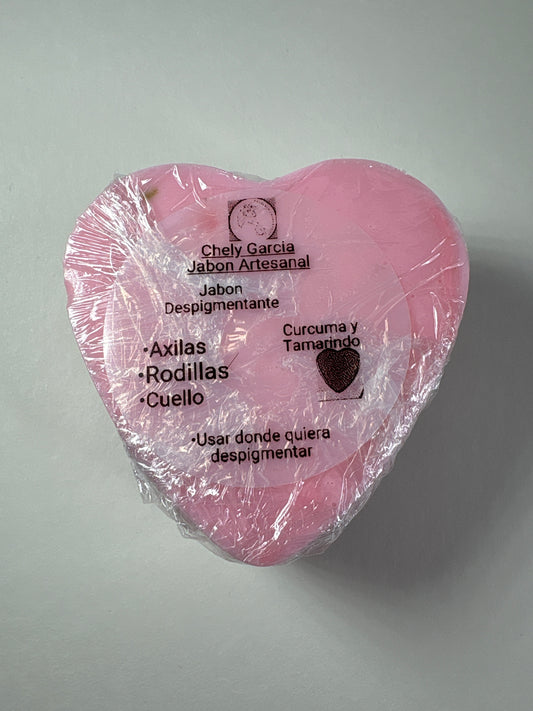 Chely Garcia
Jabon Artesanal
Jabon
Despigmentante
Curcuma y
Tamarindo
•Axilas
•Rodillas
•Cuello
•Usar donde quiera
despigmentar